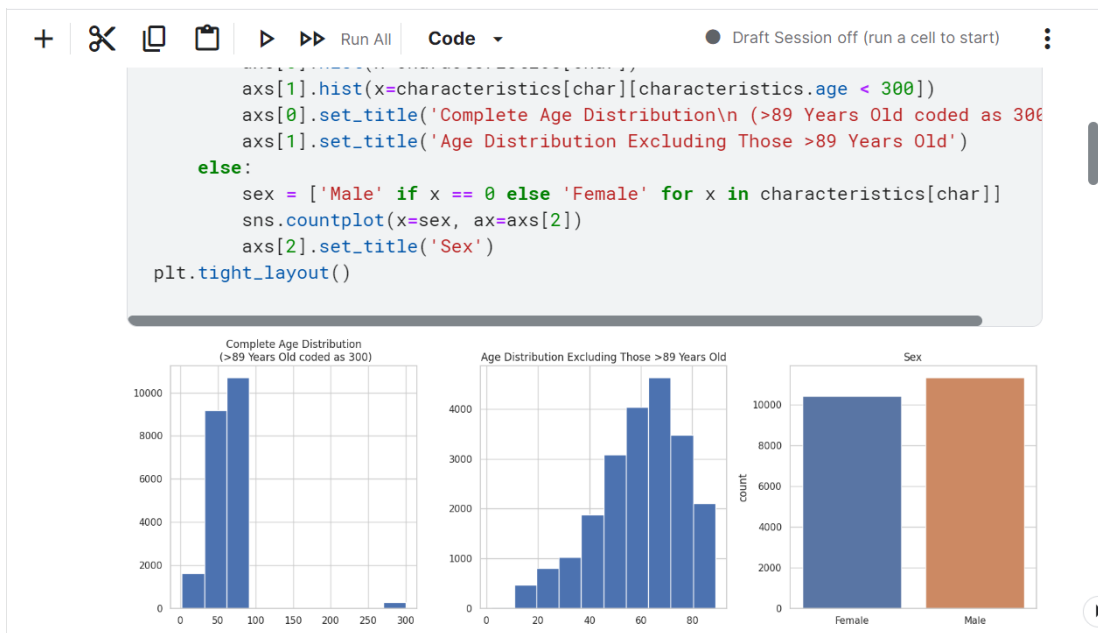 Run All
Code
Draft Session off (run a cell to start)
axs[1].hist(x=characteristics[char][characteristics.age < 300])
axs[0].set_title('Complete Age Distribution\n (>89 Years Old coded as 300
axs[1].set_title('Age Distribution Excluding Those >89 Years Old')
else:
sex = ['Male' if x == 0 else 'Female' for x in characteristics[char]]
sns.countplot(x=sex, ax=axs[2])
axs[2].set_title('Sex')
plt.tight_layout()
Complete Age Distribution
(>89 Years Old coded as 300)
10000
8000
6000
4000
2000
0
0 50 100 150 200 250 300
Age Distribution Excluding Those >89 Years Old
4000
3000
2000
1000
0
0 20 40 60 80
Sex
count
10000
8000
6000
4000
2000
0
Female Male